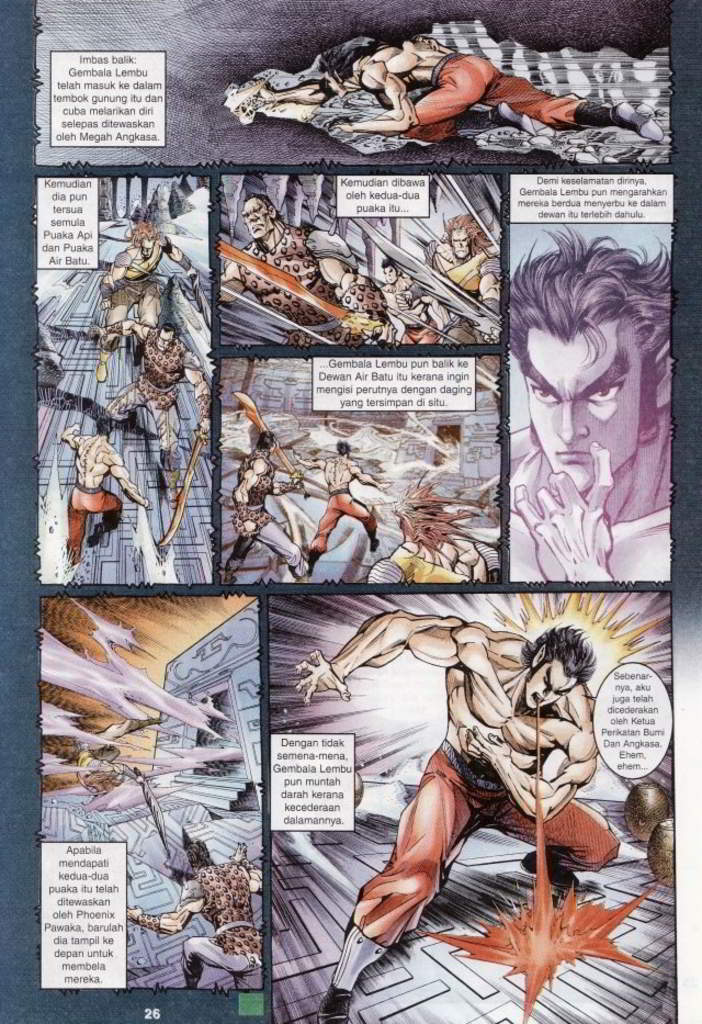 Imbas balik:
Gembala Lembu
telah masuk ke dalam
tembok gunung itu dan
cuba melarikan diri
selepas ditewaskan
oleh Megah Angkasa.
Kemudian
dia pun
tersua
semula
Puaka Api
dan Puaka
Air Batu.
Kemudian dibawa
oleh kedua-dua
puaka itu...
Demi keselamatan dirinya,
Gembala Lembu pun mengarahkan
mereka berdua menyerbu ke dalam
dewan itu terlebih dahulu.
...Gembala Lembu pun balik ke
Dewan Air Batu itu kerana ingin
mengisi perutnya dengan daging
yang tersimpan di situ.
Apabila
mendapati
kedua-dua
puaka itu telah
ditewaskan
oleh Phoenix
Pawaka, barulah
dia tampil ke
depan untuk
membela
mereka.
Dengan tidak
semena-mena,
Gembala Lembu
pun muntah
darah kerana
kecederaan
dalamannya.
Sebenar-
nya, aku
juga telah
dicederakan
oleh Ketua
Perikatan Bumi
Dan Angkasa.
Ehem,
ehem...
26